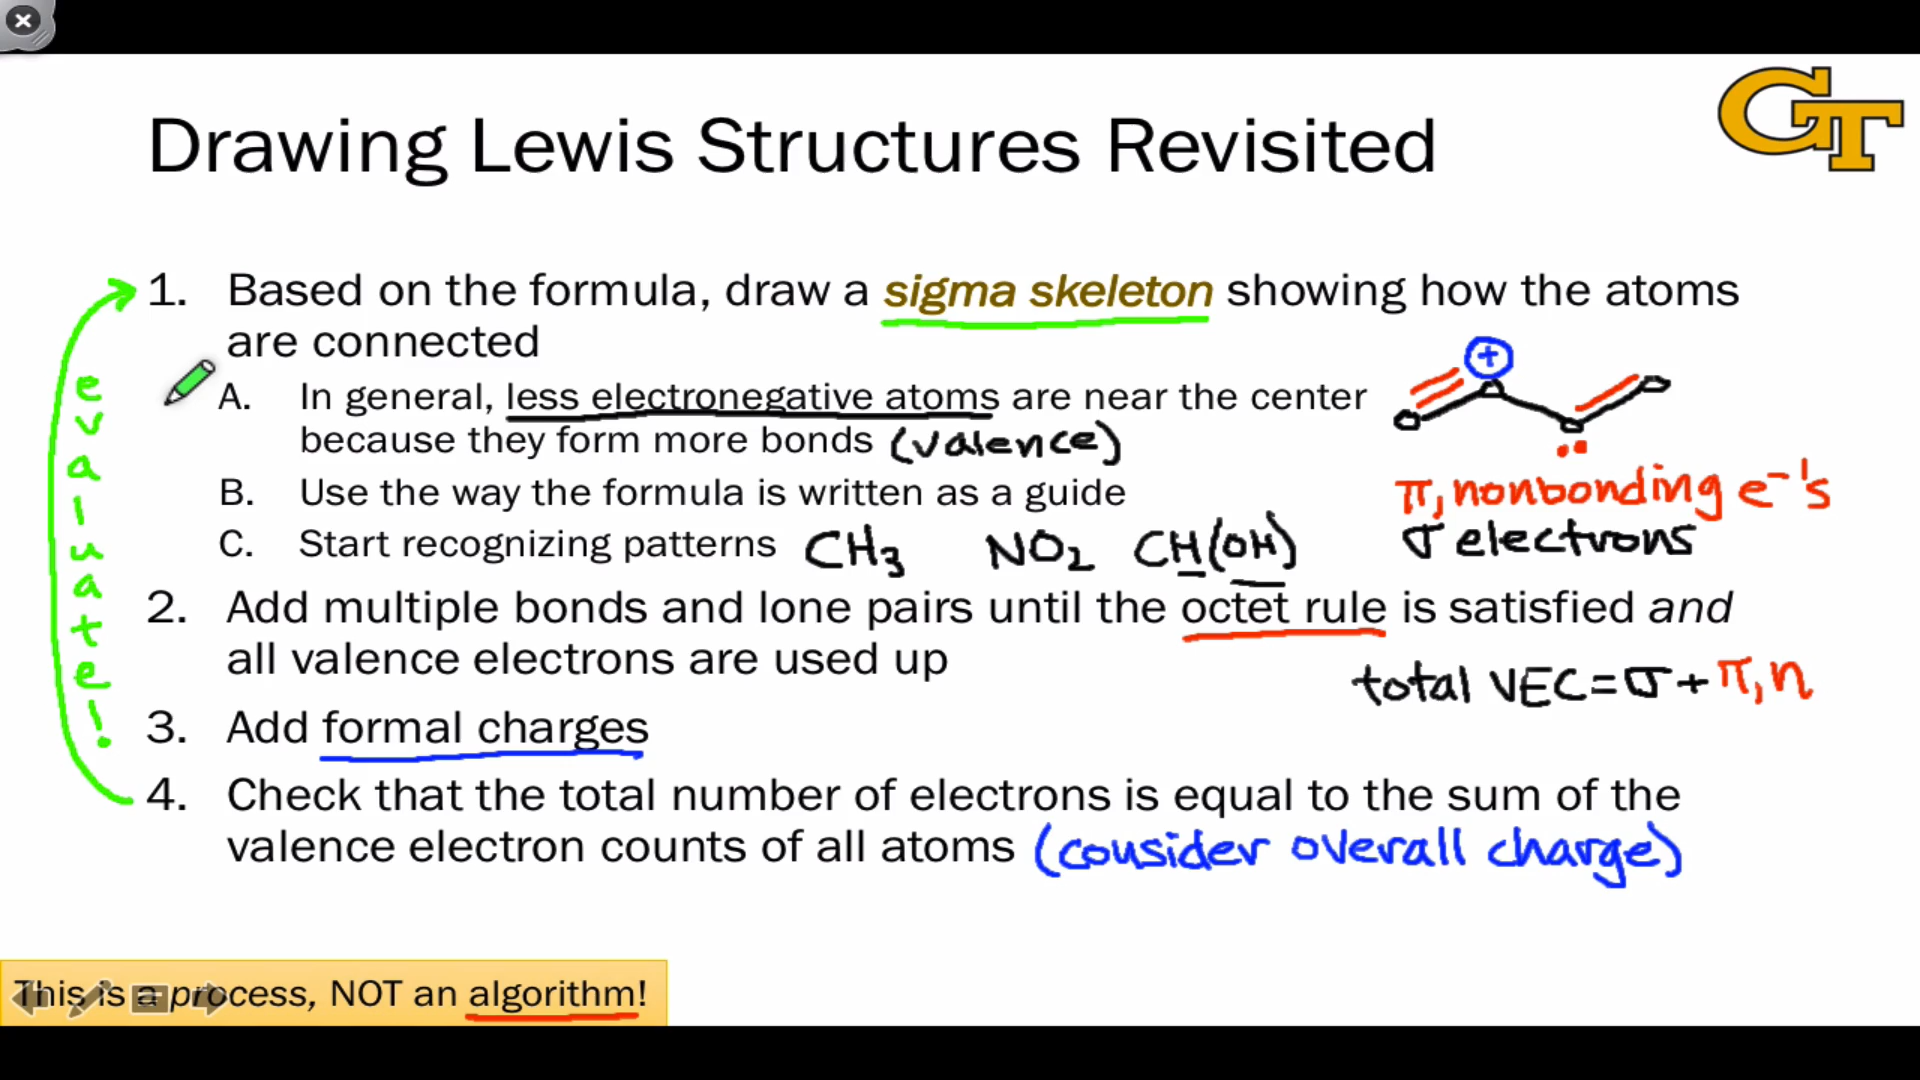 GT
Drawing Lewis Structures Revisited
1. Based on the formula, draw a sigma skeleton showing how the atoms
are connected
A. In general, less electronegative atoms are near the center
because they form more bonds (valence)
B. Use the way the formula is written as a guide
C. Start recognizing patterns CH3 NO2 CH(OH)
+
π, nonbonding e⁻'s
σ electrons
2. Add multiple bonds and lone pairs until the octet rule is satisfied and
all valence electrons are used up
total VEC = σ + π, n
3. Add formal charges
4. Check that the total number of electrons is equal to the sum of the
valence electron counts of all atoms (consider overall charge)
evaluate!
This is a process, NOT an algorithm!